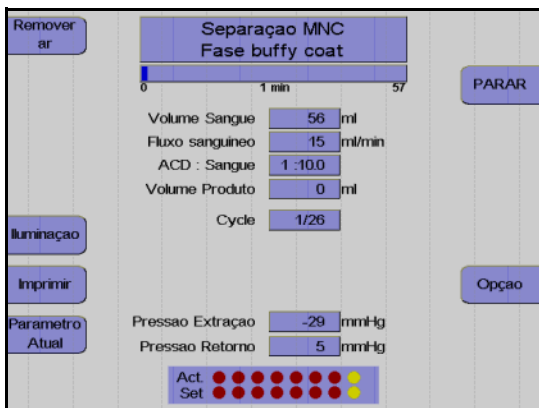 Remover
ar
Separaçao MNC
Fase buffy coat
0 1 min 57
PARAR
Volume Sangue 56 ml
Fluxo sanguineo 15 ml/min
ACD : Sangue 1 :10.0
Volume Produto 0 ml
Cycle 1/26
Iluminaçao
Imprimir
Opçao
Parametro
Atual
Pressao Extraçao -29 mmHg
Pressao Retorno 5 mmHg
Act.
Set